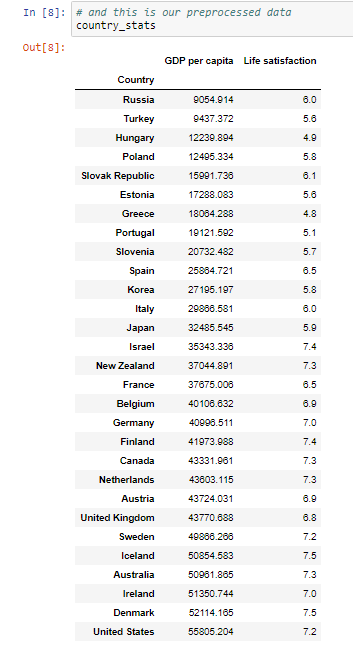 In [8]: # and this is our preprocessed data
country_stats
Out[8]:
GDP per capita Life satisfaction
Country
Russia 9054.914 6.0
Turkey 9437.372 5.6
Hungary 12239.894 4.9
Poland 12495.334 5.8
Slovak Republic 15991.736 6.1
Estonia 17288.083 5.6
Greece 18064.288 4.8
Portugal 19121.592 5.1
Slovenia 20732.482 5.7
Spain 25864.721 6.5
Korea 27195.197 5.8
Italy 29866.581 6.0
Japan 32485.545 5.9
Israel 35343.336 7.4
New Zealand 37044.891 7.3
France 37675.006 6.5
Belgium 40106.632 6.9
Germany 40996.511 7.0
Finland 41973.988 7.4
Canada 43331.961 7.3
Netherlands 43603.115 7.3
Austria 43724.031 6.9
United Kingdom 43770.688 6.8
Sweden 49866.266 7.2
Iceland 50854.583 7.5
Australia 50961.865 7.3
Ireland 51350.744 7.0
Denmark 52114.165 7.5
United States 55805.204 7.2